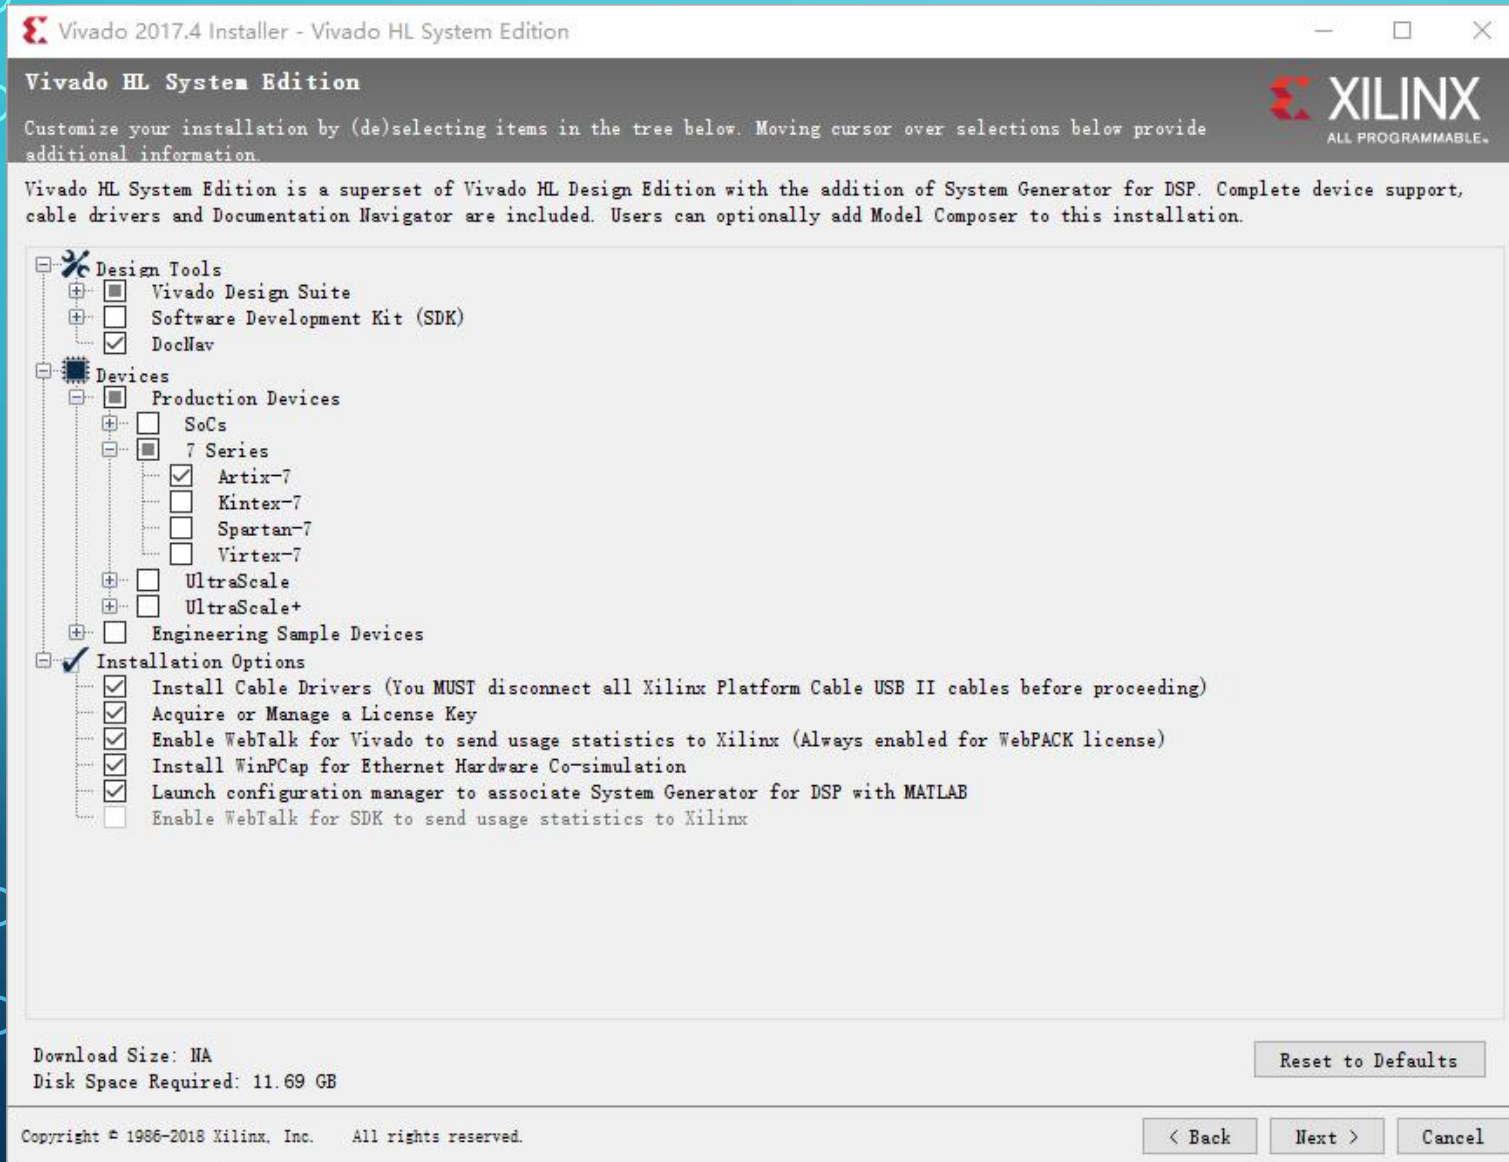 Vivado 2017.4 Installer - Vivado HL System Edition
Vivado HL System Edition
Customize your installation by (de)selecting items in the tree below. Moving cursor over selections below provide
additional information.
XILINX
ALL PROGRAMMABLE™
Vivado HL System Edition is a superset of Vivado HL Design Edition with the addition of System Generator for DSP. Complete device support,
cable drivers and Documentation Navigator are included. Users can optionally add Model Composer to this installation.
Design Tools
Vivado Design Suite
Software Development Kit (SDK)
DocNav
Devices
Production Devices
SoCs
7 Series
Artix-7
Kintex-7
Spartan-7
Virtex-7
UltraScale
UltraScale+
Engineering Sample Devices
Installation Options
Install Cable Drivers (You MUST disconnect all Xilinx Platform Cable USB II cables before proceeding)
Acquire or Manage a License Key
Enable WebTalk for Vivado to send usage statistics to Xilinx (Always enabled for WebPACK license)
Install WinPCap for Ethernet Hardware Co-simulation
Launch configuration manager to associate System Generator for DSP with MATLAB
Enable WebTalk for SDK to send usage statistics to Xilinx
Download Size: NA
Disk Space Required: 11.69 GB
Reset to Defaults
Copyright © 1986-2018 Xilinx, Inc. All rights reserved.
< Back
Next >
Cancel